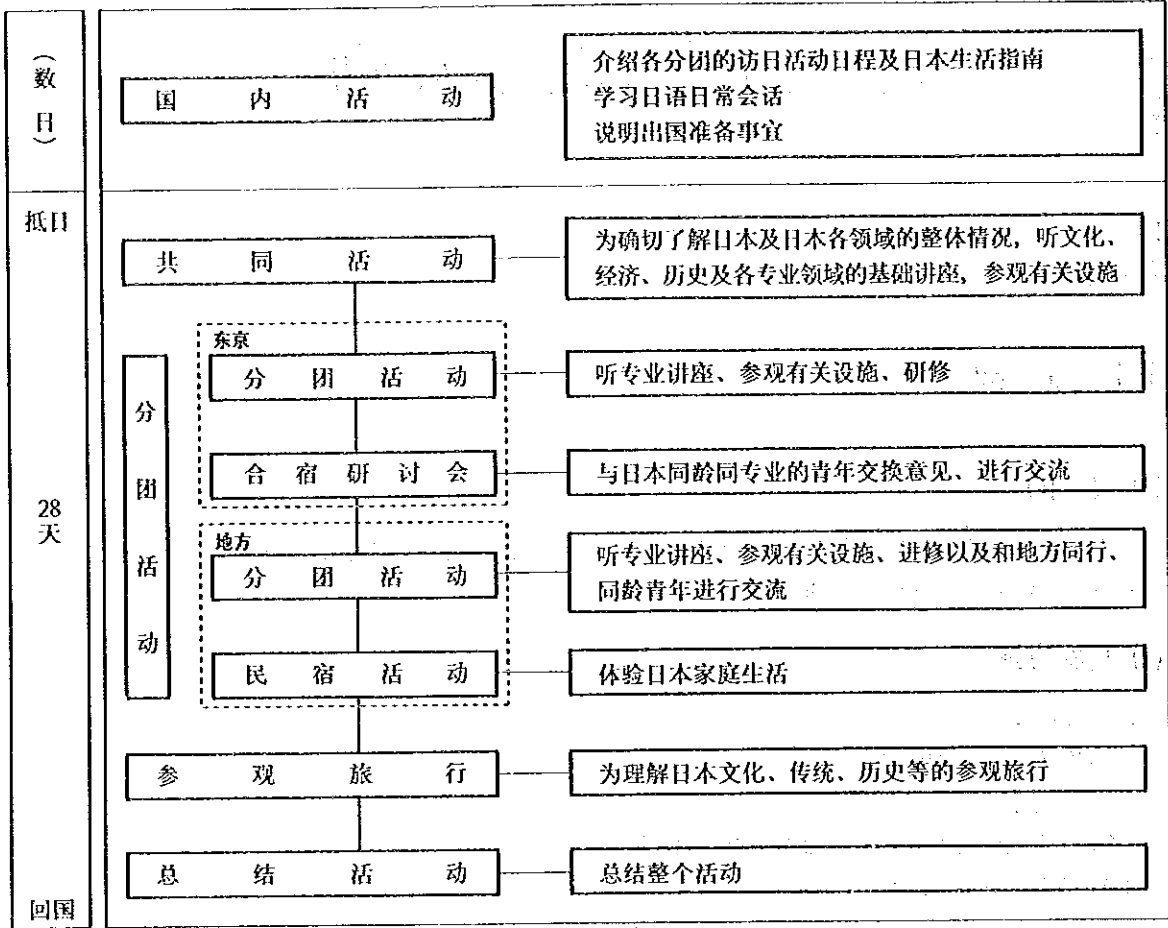 (数日)
国内活动
介绍各分团的访日活动日程及日本生活指南
学习日语日常会话
说明出国准备事宜
抵日
共同活动
为确切了解日本及日本各领域的整体情况，听文化、
经济、历史及各专业领域的基础讲座，参观有关设施
分团活动
东京
分团活动
听专业讲座、参观有关设施、研修
合宿研讨会
与日本同龄同专业的青年交换意见、进行交流
28
天
地方
分团活动
听专业讲座、参观有关设施、进修以及和地方同行、
同龄青年进行交流
民宿活动
体验日本家庭生活
参观旅行
为理解日本文化、传统、历史等的参观旅行
总结活动
总结整个活动
回国